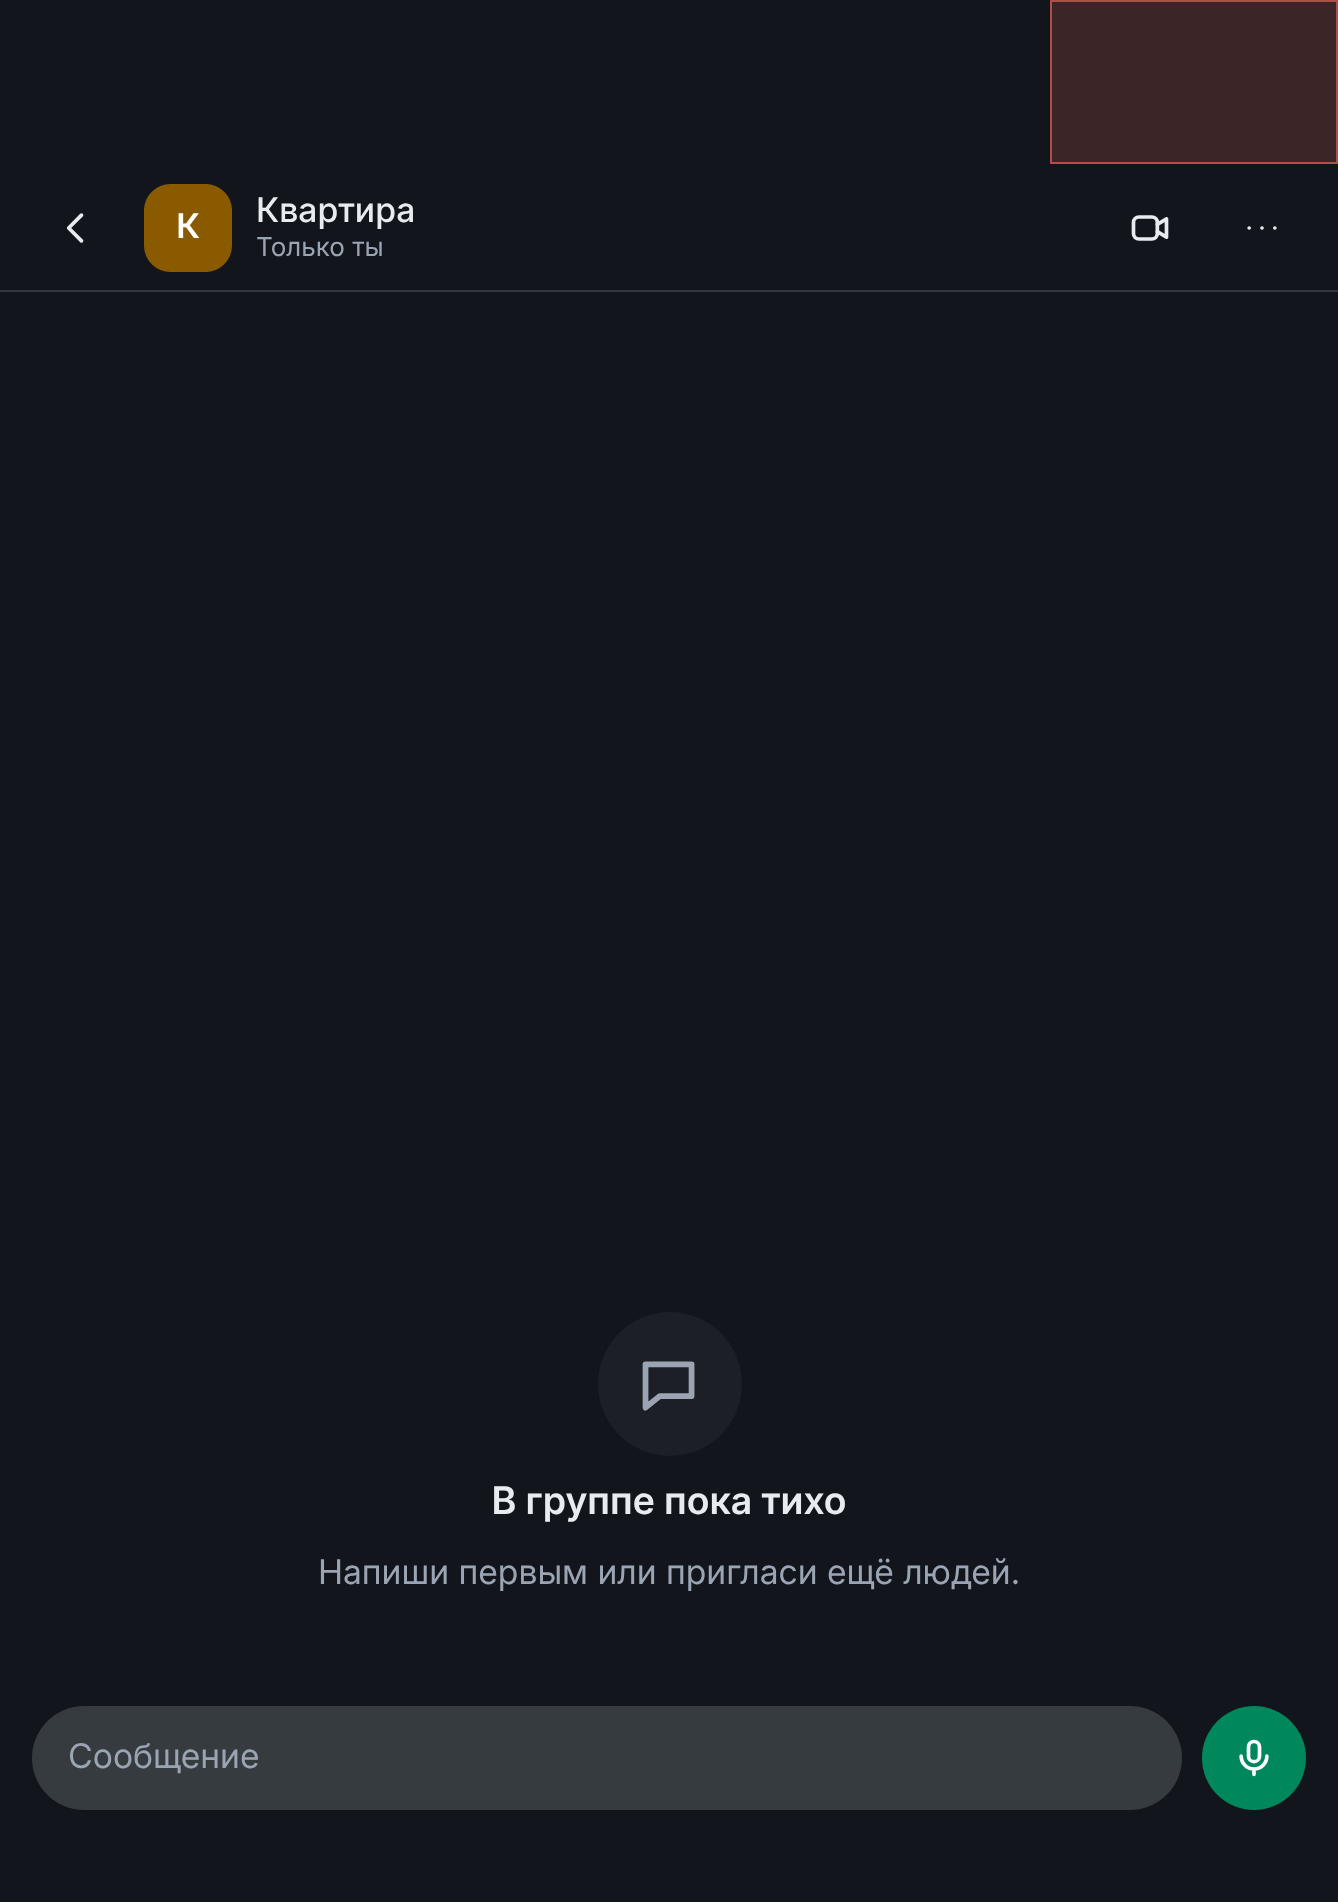 К
Квартира
Только ты
В группе пока тихо
Напиши первым или пригласи ещё людей.
Сообщение